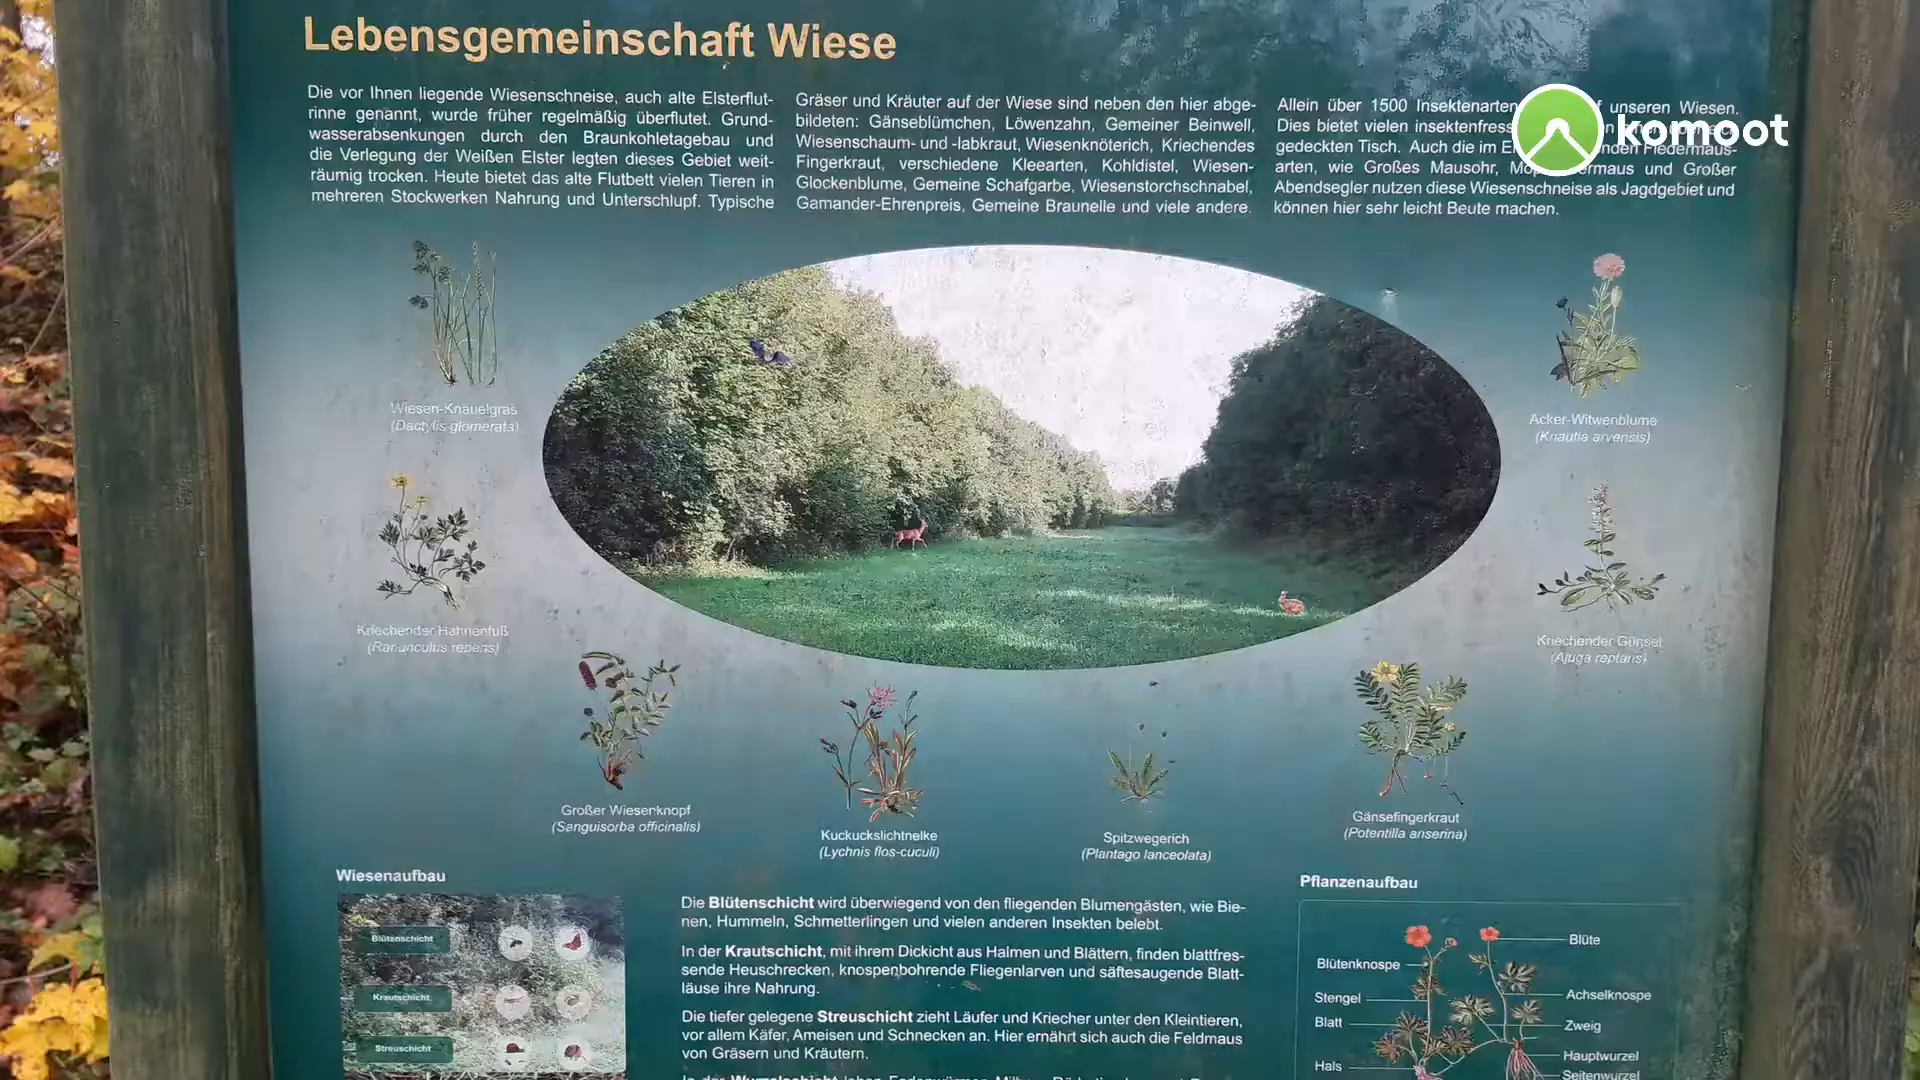 Lebensgemeinschaft Wiese
Die vor Ihnen liegende Wiesenschneise, auch alte Elsterflut-
rinne genannt, wurde früher regelmäßig überflutet. Grund-
wasserabsenkungen durch den Braunkohletagebau und
die Verlegung der Weißen Elster legten dieses Gebiet weit-
räumig trocken. Heute bietet das alte Flutbett vielen Tieren in
mehreren Stockwerken Nahrung und Unterschlupf. Typische
Gräser und Kräuter auf der Wiese sind neben den hier abge-
bildeten: Gänseblümchen, Löwenzahn, Gemeiner Beinwell,
Wiesenschaum- und -labkraut, Wiesenknöterich, Kriechendes
Fingerkraut, verschiedene Kleearten, Kohldistel, Wiesen-
Glockenblume, Gemeine Schafgarbe, Wiesenstorchschnabel,
Gamander-Ehrenpreis, Gemeine Braunelle und viele andere.
Allein über 1500 Insektenarten unseren Wiesen.
Dies bietet vielen
gedeckten Tisch. Auch die im
arten, wie Großes Mausohr, und Großer
Abendsegler nutzen diese Wiesenschneise als Jagdgebiet und
können hier sehr leicht Beute machen.
komoot
Wiesen-Knäuelgras
(Dactylis glomerata)
Acker-Witwenblume
(Knautia arvensis)
Kriechender Hahnenfuß
(Ranunculus repens)
Kriechender Günsel
(Ajuga reptans)
Großer Wiesenknopf
(Sanguisorba officinalis)
Kuckuckslichtnelke
(Lychnis flos-cuculi)
Spitzwegerich
(Plantago lanceolata)
Gänsefingerkraut
(Potentilla anserina)
Wiesenaufbau
Blütenschicht
Krautschicht
Streuschicht
Die Blütenschicht wird überwiegend von den fliegenden Blumengästen, wie Bie-
nen, Hummeln, Schmetterlingen und vielen anderen Insekten belebt.
In der Krautschicht, mit ihrem Dickicht aus Halmen und Blättern, finden blattfres-
sende Heuschrecken, knospenbohrende Fliegenlarven und säftesaugende Blatt-
läuse ihre Nahrung.
Die tiefer gelegene Streuschicht zieht Läufer und Kriecher unter den Kleintieren,
vor allem Käfer, Ameisen und Schnecken an. Hier ernährt sich auch die Feldmaus
von Gräsern und Kräutern.
Pflanzenaufbau
Blüte
Blütenknospe
Stengel
Achselknospe
Blatt
Zweig
Hauptwurzel
Hals
Seitenwurzel